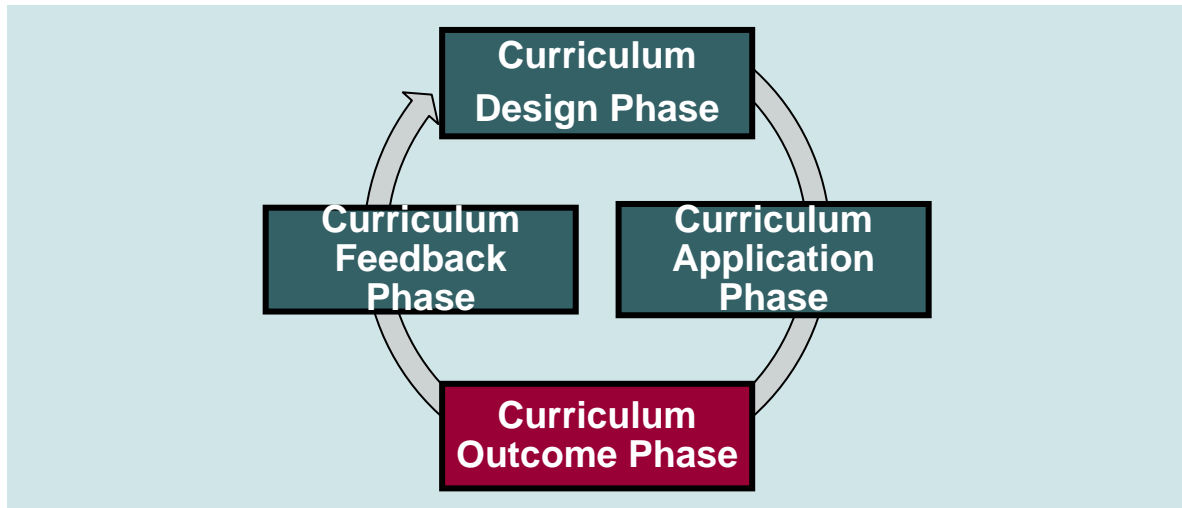 Curriculum
Design Phase
Curriculum
Feedback
Phase
Curriculum
Application
Phase
Curriculum
Outcome Phase